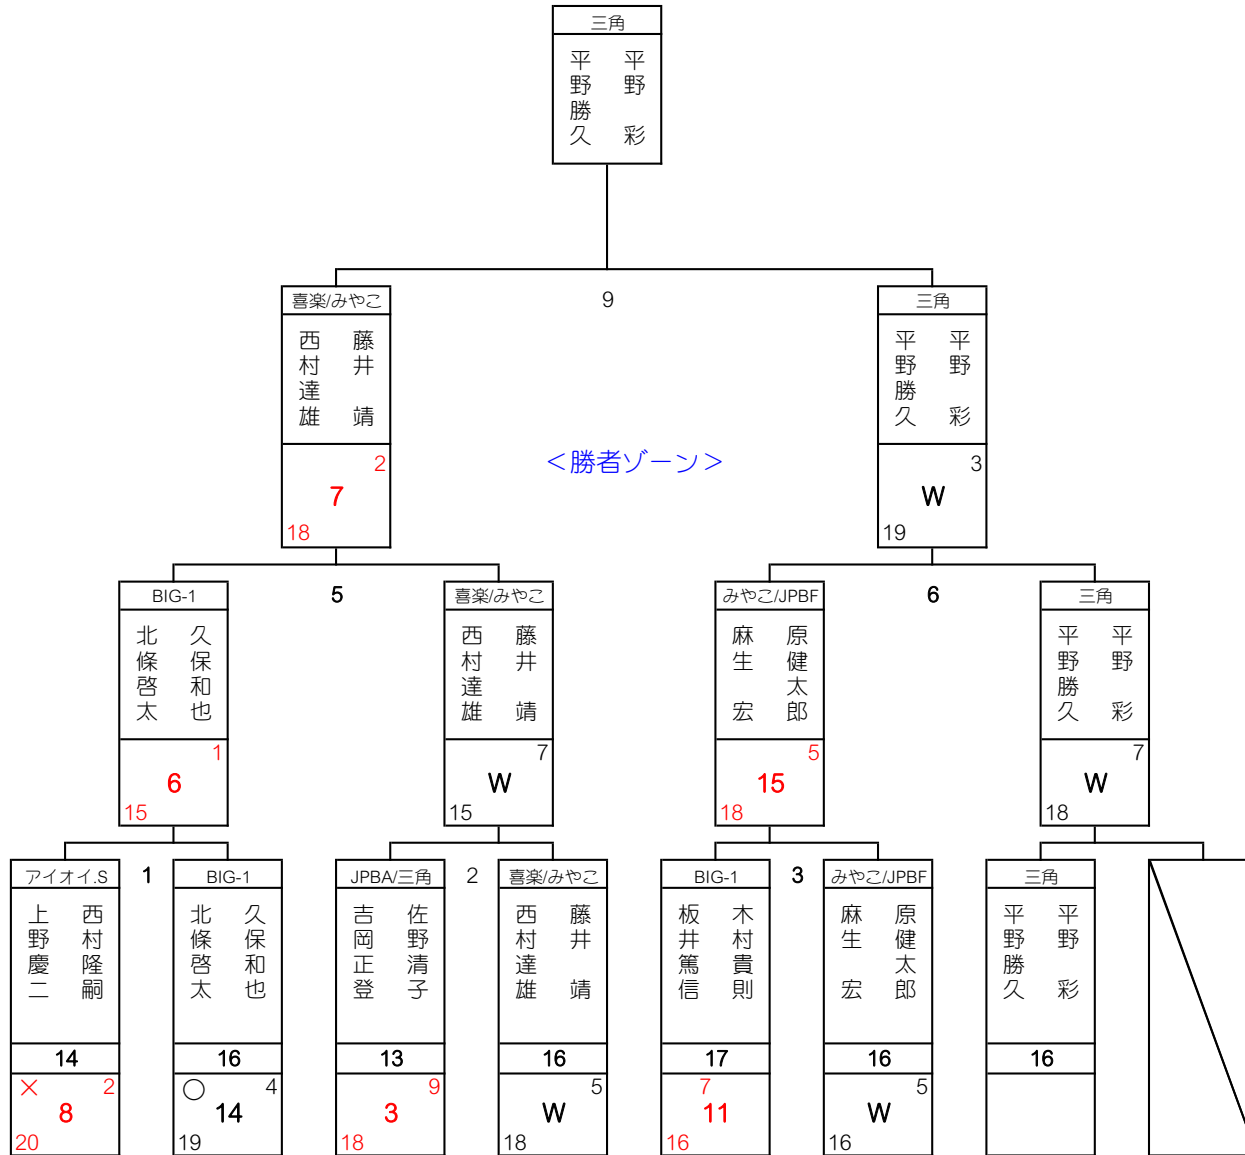 三角
平野勝久 平野彩
9
喜楽/みやこ
西村達雄 藤井靖
2
7
18
<勝者ゾーン>
三角
平野勝久 平野彩
3
W
19
5
6
BIG-1
北條啓太 久保和也
1
6
15
喜楽/みやこ
西村達雄 藤井靖
7
W
15
みやこ/JPBF
麻生宏 原健太郎
5
15
18
三角
平野勝久 平野彩
7
W
18
1
2
3
アイオイ.S
上野慶二 西村隆嗣
14
× 2
8
20
BIG-1
北條啓太 久保和也
16
○ 4
14
19
JPBA/三角
吉岡正登 佐野清子
13
9
3
18
喜楽/みやこ
西村達雄 藤井靖
16
5
W
18
BIG-1
板井篤信 木村貴則
17
7
11
16
みやこ/JPBF
麻生宏 原健太郎
16
5
W
16
三角
平野勝久 平野彩
16